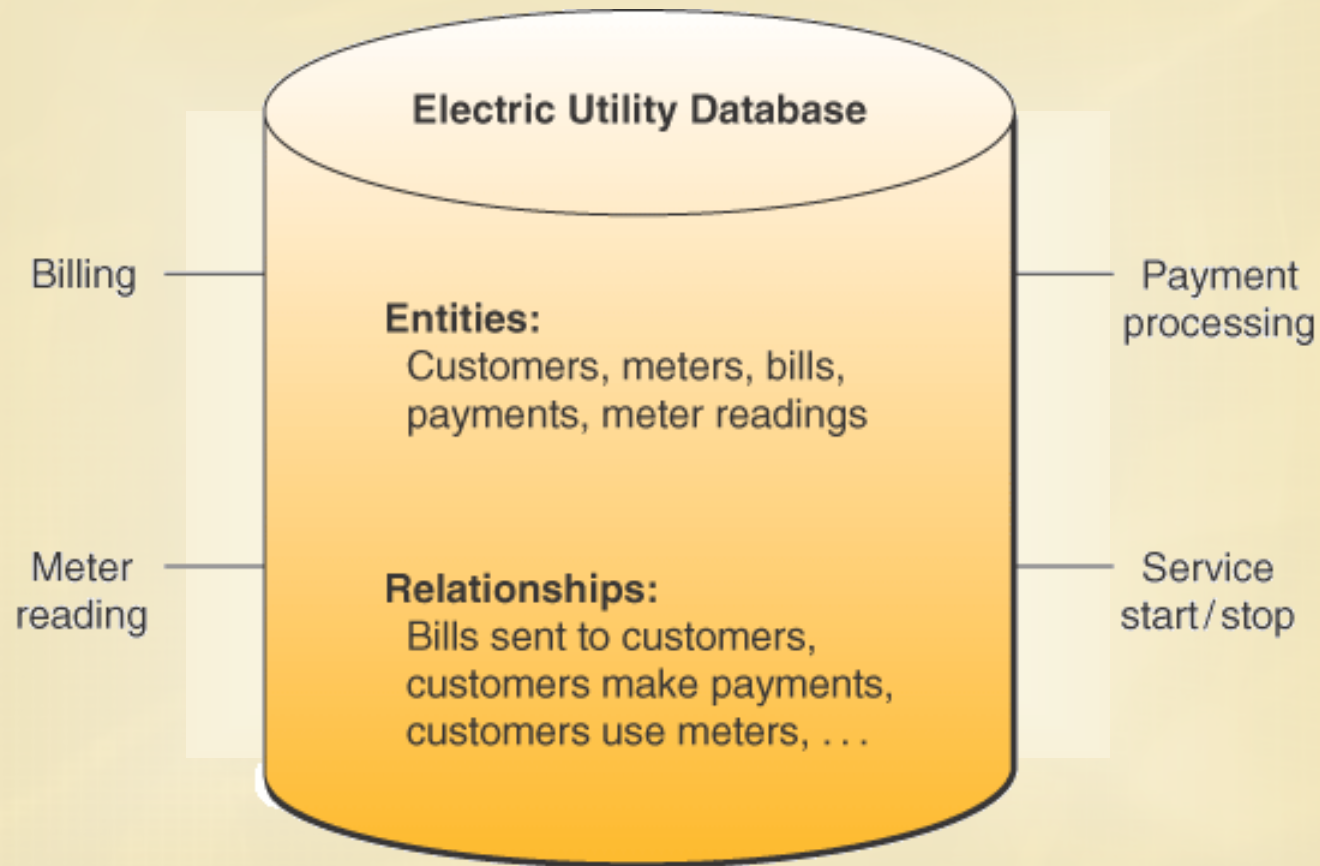 Electric Utility Database
Billing
Payment
processing
Entities:
Customers, meters, bills,
payments, meter readings
Meter
reading
Service
start/stop
Relationships:
Bills sent to customers,
customers make payments,
customers use meters, ...